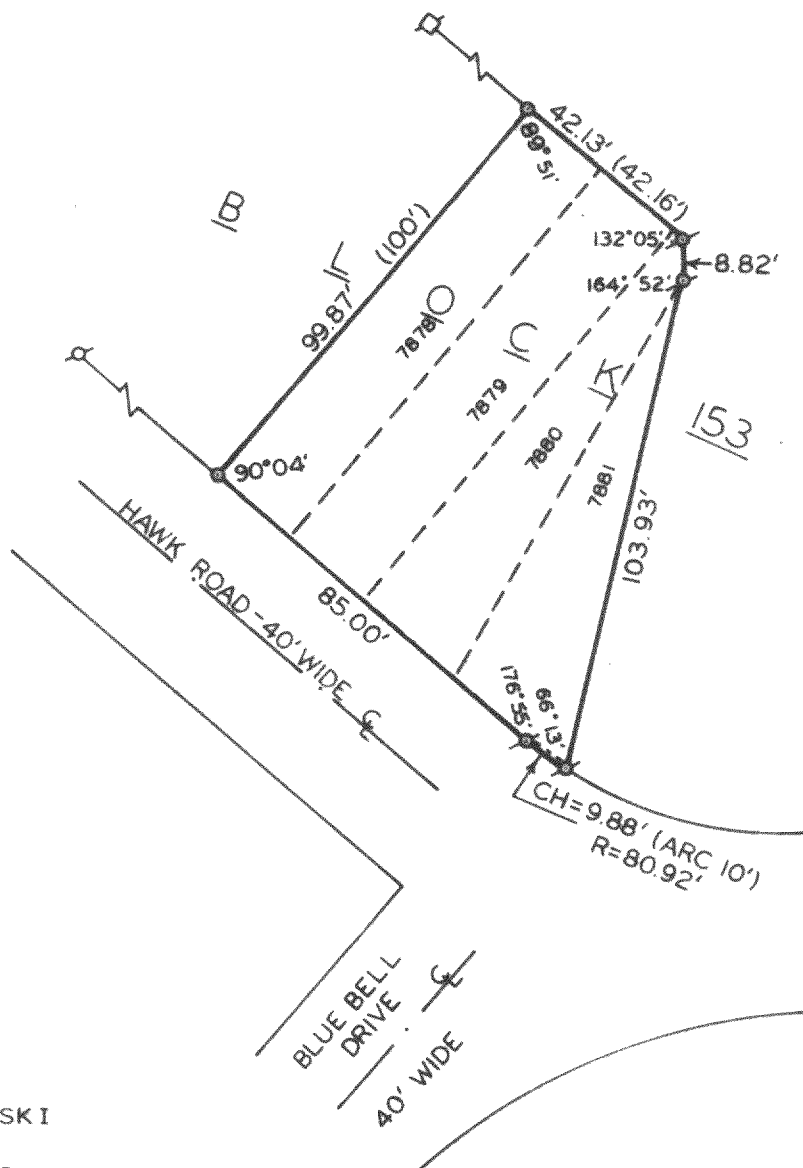 42.13' (42.16')
89°51'
132°05'
8.82'
164°52'
B L O C K
153
99.87' (100')
7878
7879
7880
7881
103.93'
90°04'
85.00'
HAWK ROAD-40' WIDE ℄
176°55'
66°13'
CH=9.88' (ARC 10')
R=80.92'
BLUE BELL
DRIVE ℄
40' WIDE
SKI